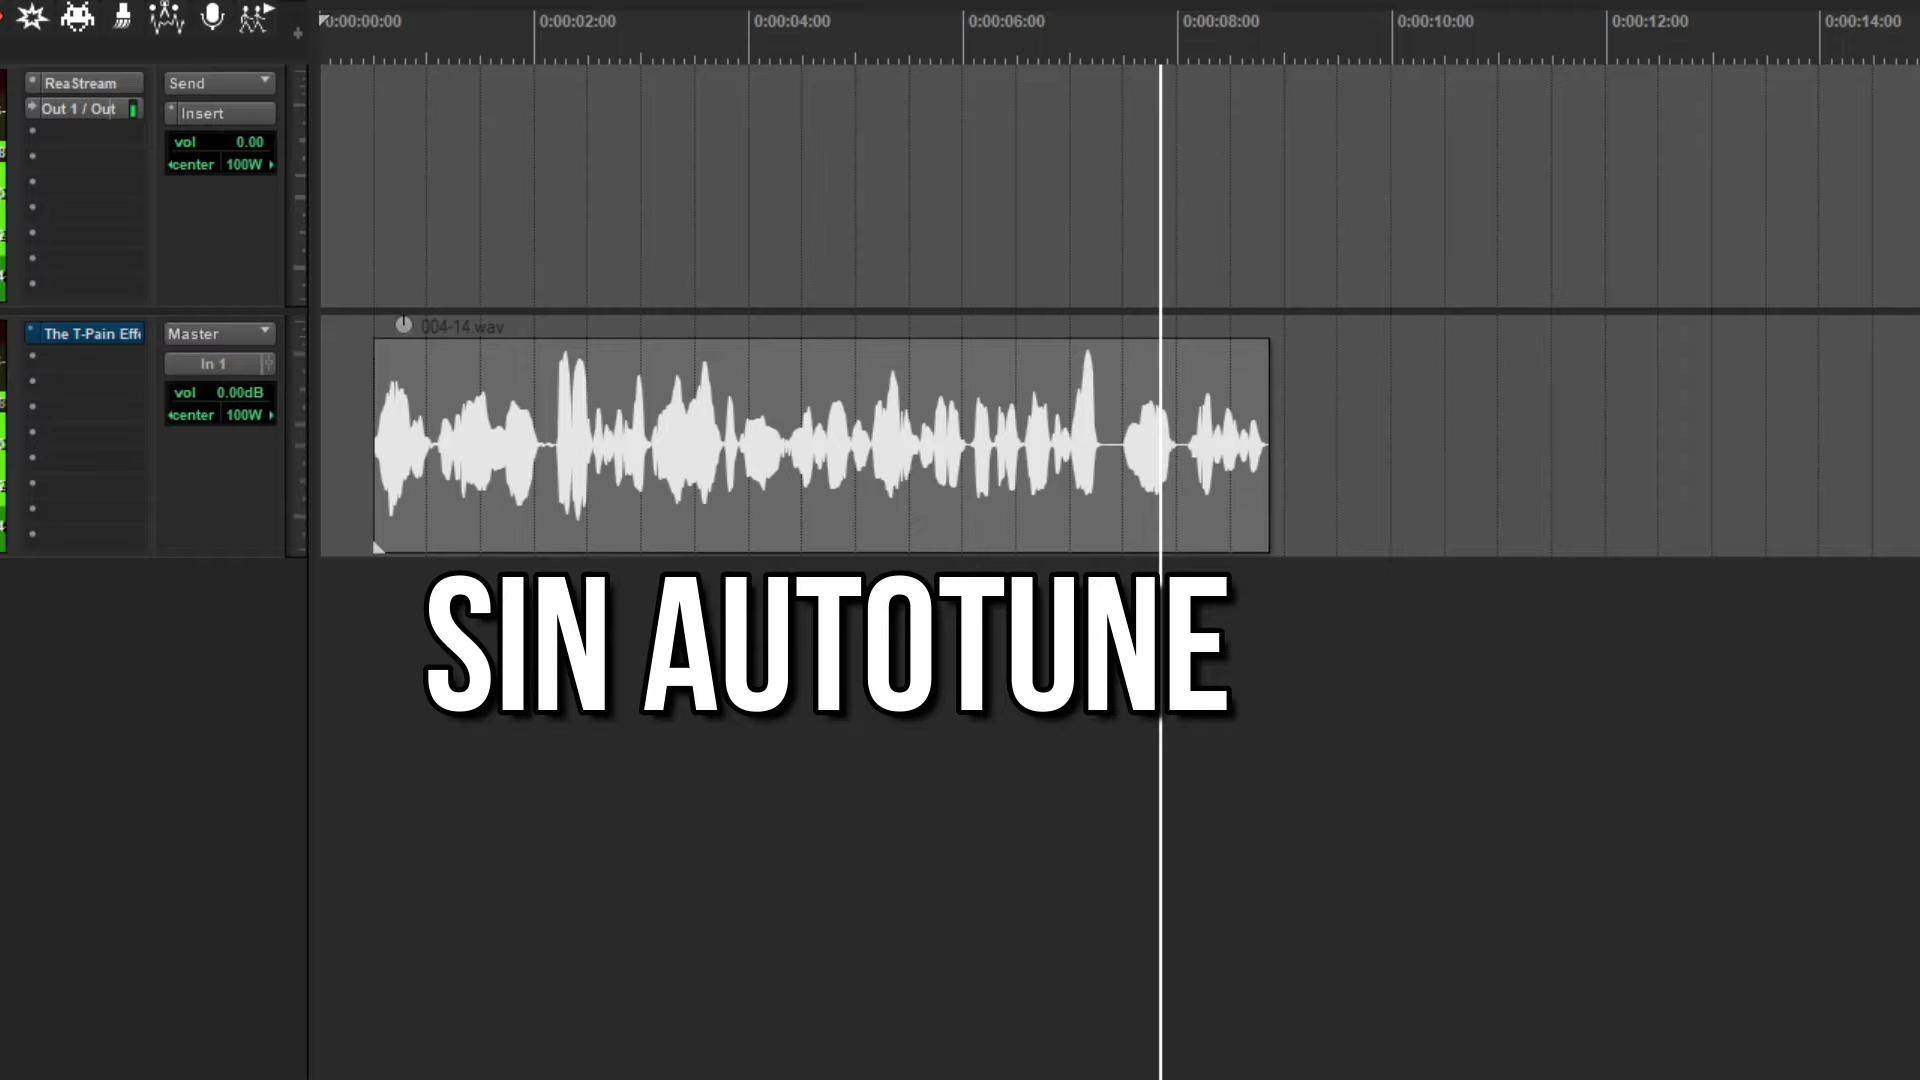 0:00:00:00 0:00:02:00 0:00:04:00 0:00:06:00 0:00:08:00 0:00:10:00 0:00:12:00 0:00:14:00
ReaStream Send
Out 1 / Out Insert
vol 0.00
center 100W
004-14.wav
The T-Pain Effe Master
In 1
vol 0.00dB
center 100W
SIN AUTOTUNE